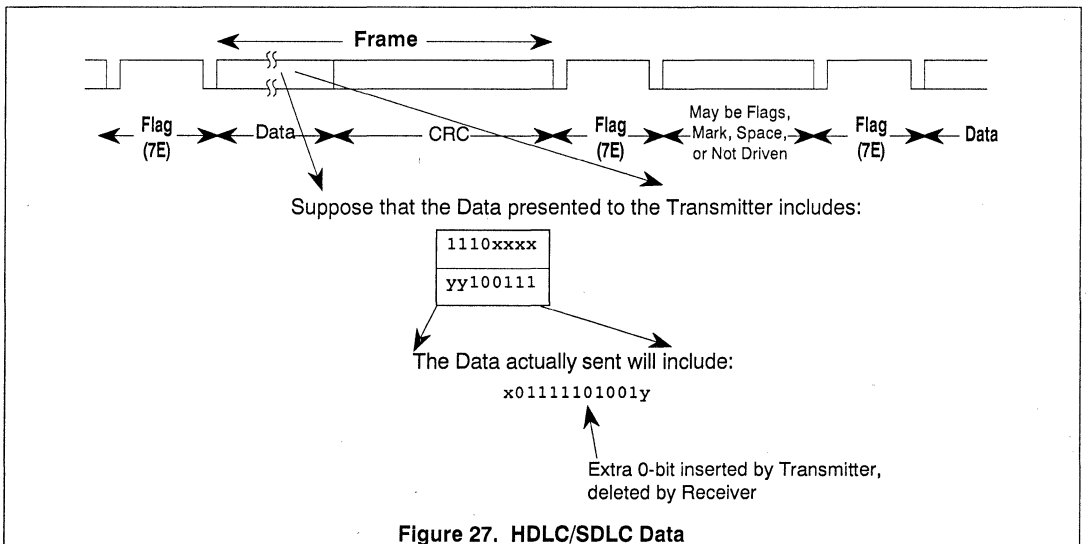 Frame
Flag
(7E)
Data
CRC
Flag
(7E)
May be Flags,
Mark, Space,
or Not Driven
Flag
(7E)
Data
Suppose that the Data presented to the Transmitter includes:
1110xxxx
yy100111
The Data actually sent will include:
x01111101001y
Extra 0-bit inserted by Transmitter,
deleted by Receiver
Figure 27. HDLC/SDLC Data